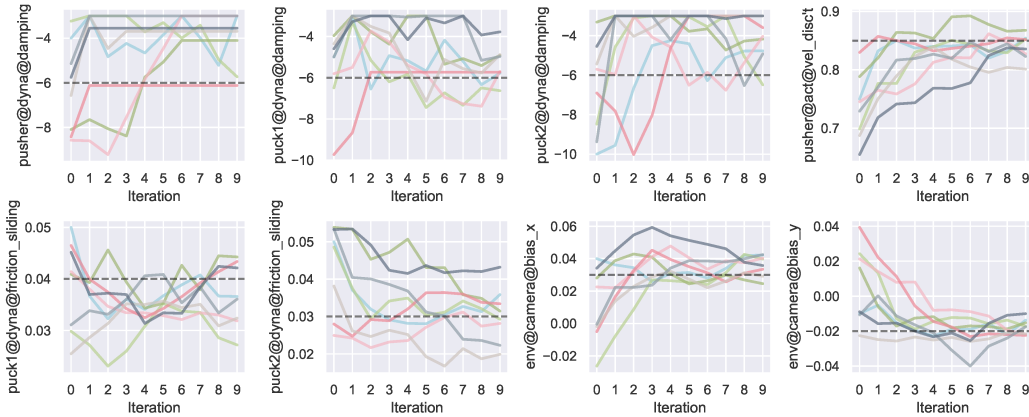 pusher@dyna@damping
−4
−6
−8
0 1 2 3 4 5 6 7 8 9
Iteration
puck1@dyna@damping
−4
−6
−8
−10
0 1 2 3 4 5 6 7 8 9
Iteration
puck2@dyna@damping
−4
−6
−8
−10
0 1 2 3 4 5 6 7 8 9
Iteration
pusher@act@vel_disc't
0.9
0.8
0.7
0 1 2 3 4 5 6 7 8 9
Iteration
puck1@dyna@friction_sliding
0.05
0.04
0.03
0 1 2 3 4 5 6 7 8 9
Iteration
puck2@dyna@friction_sliding
0.05
0.04
0.03
0.02
0 1 2 3 4 5 6 7 8 9
Iteration
env@camera@bias_x
0.06
0.04
0.02
0.00
−0.02
0 1 2 3 4 5 6 7 8 9
Iteration
env@camera@bias_y
0.04
0.02
0.00
−0.02
−0.04
0 1 2 3 4 5 6 7 8 9
Iteration